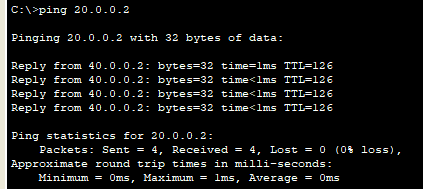 C:\>ping 20.0.0.2
Pinging 20.0.0.2 with 32 bytes of data:
Reply from 40.0.0.2: bytes=32 time=1ms TTL=126
Reply from 40.0.0.2: bytes=32 time<1ms TTL=126
Reply from 40.0.0.2: bytes=32 time<1ms TTL=126
Reply from 40.0.0.2: bytes=32 time<1ms TTL=126
Ping statistics for 20.0.0.2:
Packets: Sent = 4, Received = 4, Lost = 0 (0% loss),
Approximate round trip times in milli-seconds:
Minimum = 0ms, Maximum = 1ms, Average = 0ms